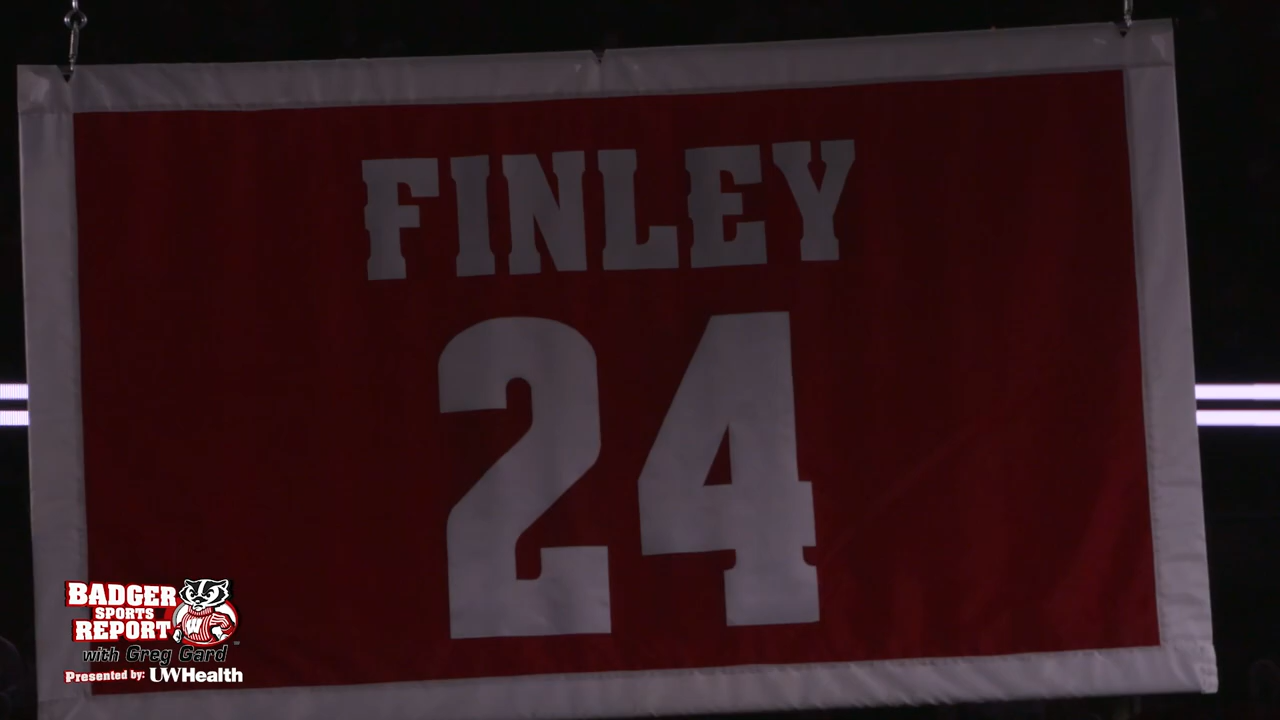 FINLEY
24
BADGER
SPORTS
REPORT
W
with Greg Gard
Presented by: UWHealth